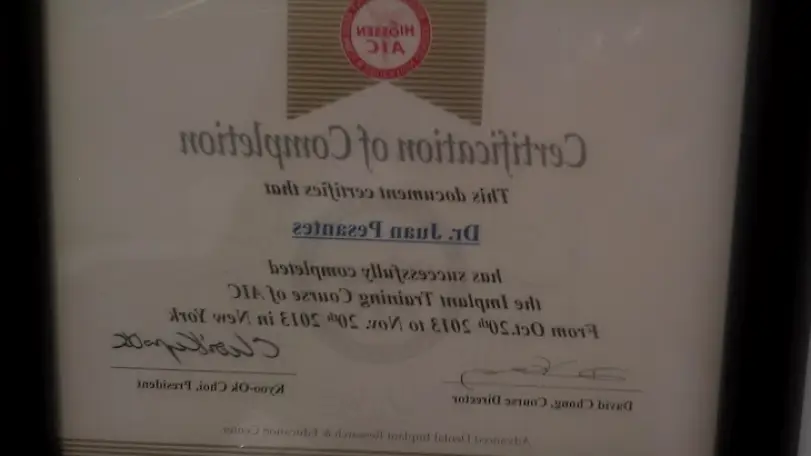 HIOSSEN
AIC
Certification of Completion
This document certifies that
Dr. Juan Pesantes
has successfully completed
the Implant Training Course of AIC
From Oct.20th 2013 to Nov. 20th 2013 in New York
David Chong, Course Director
Kyoo-Ok Choi, President
Advanced Dental Implant Research & Education Center